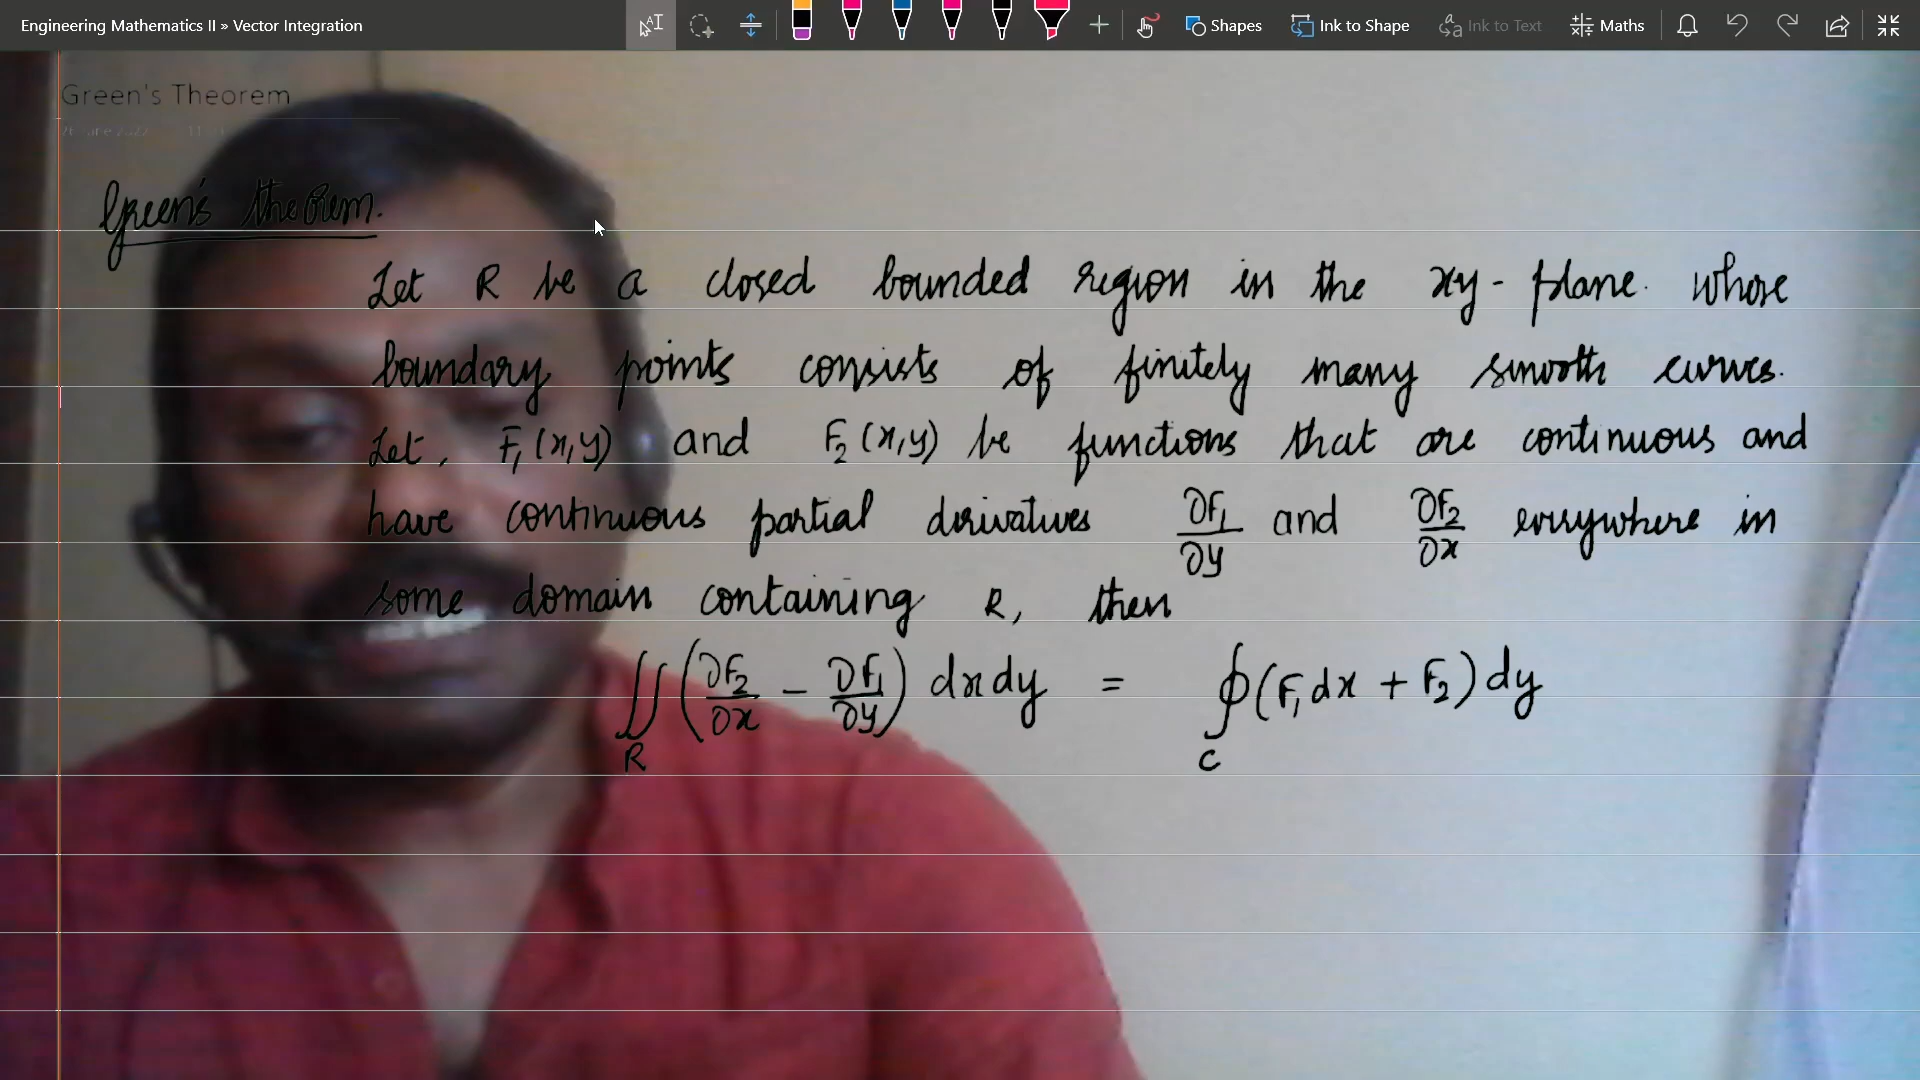 Engineering Mathematics II » Vector Integration
Shapes Ink to Shape Ink to Text Maths
Green's Theorem
Green's theorem.
Let R be a closed bounded region in the xy-plane. whose
boundary points consists of finitely many smooth curves.
Let, F₁(x,y) and F₂(x,y) be functions that are continuous and
have continuous partial derivatives ∂F₁/∂y and ∂F₂/∂x everywhere in
some domain containing R, then
∬_R (∂F₂/∂x − ∂F₁/∂y) dx dy = ∮_C (F₁dx + F₂) dy